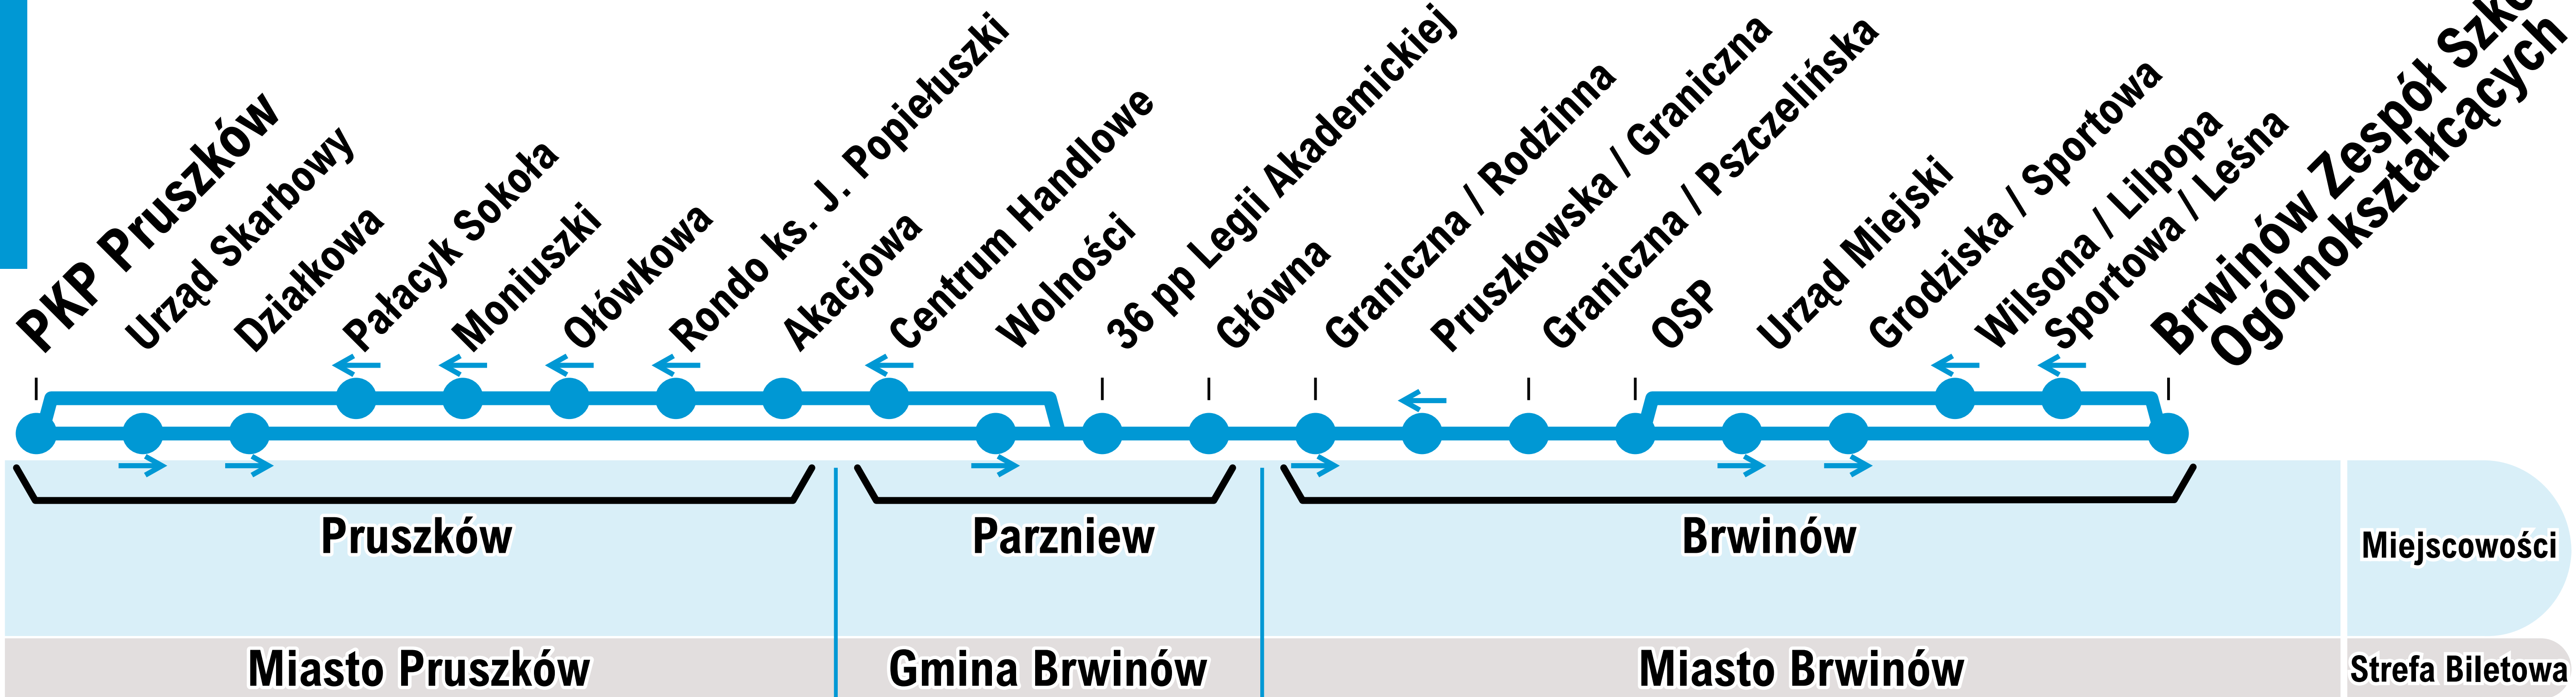 PKP Pruszków
Urząd Skarbowy
Działkowa
Pałacyk Sokoła
Moniuszki
Ołówkowa
Rondo ks. J. Popiełuszki
Akacjowa
Centrum Handlowe
Wolności
36 pp Legii Akademickiej
Główna
Graniczna / Rodzinna
Pruszkowska / Graniczna
Graniczna / Pszczelińska
OSP
Urząd Miejski
Grodziska / Sportowa
Wilsona / Lilpopa
Sportowa / Leśna
Brwinów Zespół
Ogólnokształcących
Pruszków
Parzniew
Brwinów
Miejscowości
Miasto Pruszków
Gmina Brwinów
Miasto Brwinów
Strefa Biletowa